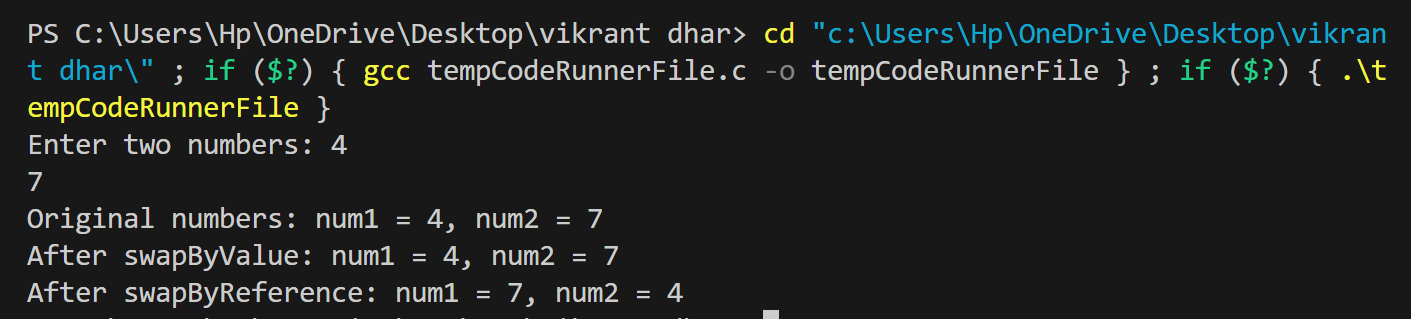 PS C:\Users\Hp\OneDrive\Desktop\vikrant dhar> cd "c:\Users\Hp\OneDrive\Desktop\vikran
t dhar\" ; if ($?) { gcc tempCodeRunnerFile.c -o tempCodeRunnerFile } ; if ($?) { .\t
empCodeRunnerFile }
Enter two numbers: 4
7
Original numbers: num1 = 4, num2 = 7
After swapByValue: num1 = 4, num2 = 7
After swapByReference: num1 = 7, num2 = 4